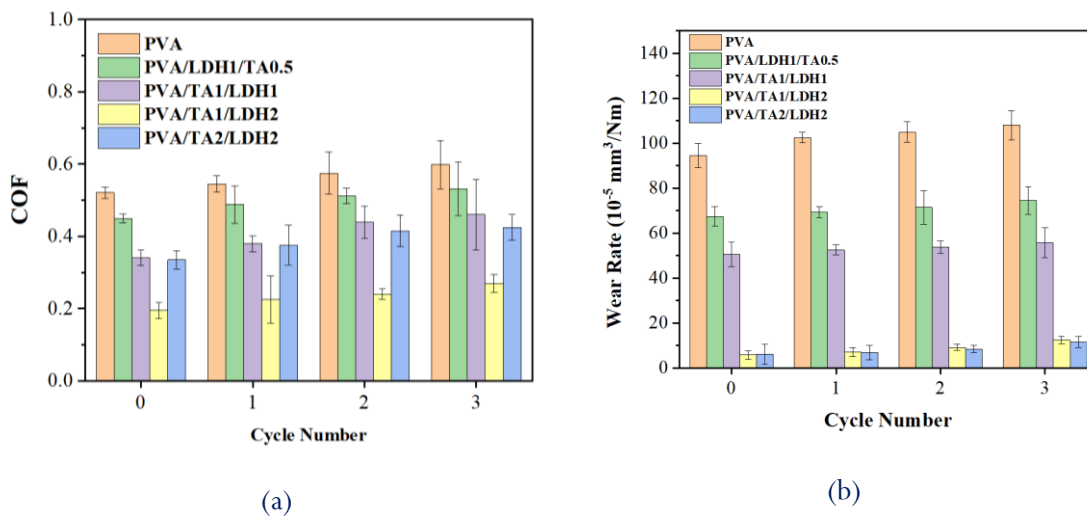 1.0
0.8
0.6
0.4
0.2
0.0
COF
PVA
PVA/LDH1/TA0.5
PVA/TA1/LDH1
PVA/TA1/LDH2
PVA/TA2/LDH2
0 1 2 3
Cycle Number
(a)
140
120
100
80
60
40
20
0
Wear Rate (10⁻⁵ mm³/Nm)
PVA
PVA/LDH1/TA0.5
PVA/TA1/LDH1
PVA/TA1/LDH2
PVA/TA2/LDH2
0 1 2 3
Cycle Number
(b)